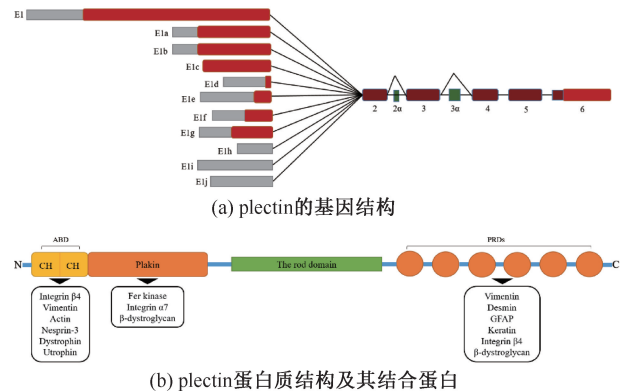 E1
E1a
E1b
E1c
E1d
E1e
E1f
E1g
E1h
E1i
E1j
2 2α 3 3α 4 5 6
(a) plectin的基因结构
ABD PRDs
N CH CH Plakin The rod domain C
Integrin β4
Vimentin
Actin
Nesprin-3
Dystrophin
Utrophin
Fer kinase
Integrin α7
β-dystroglycan
Vimentin
Desmin
GFAP
Keratin
Integrin β4
β-dystroglycan
(b) plectin蛋白质结构及其结合蛋白